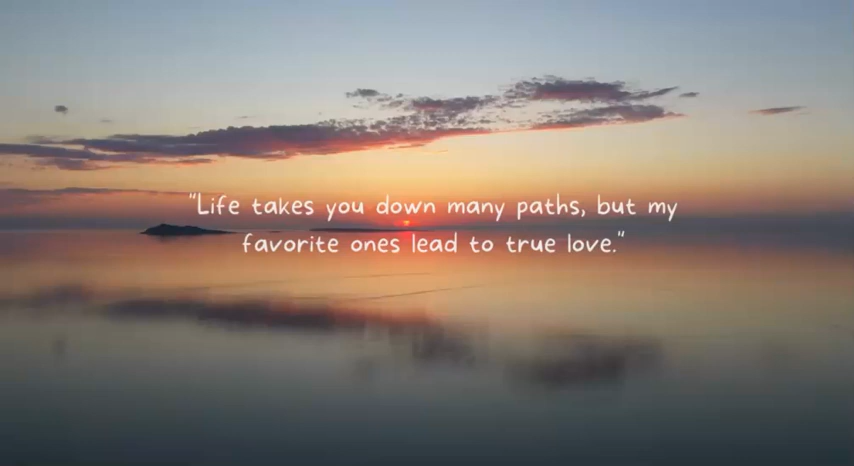 "Life takes you down many paths, but my
favorite ones lead to true love."